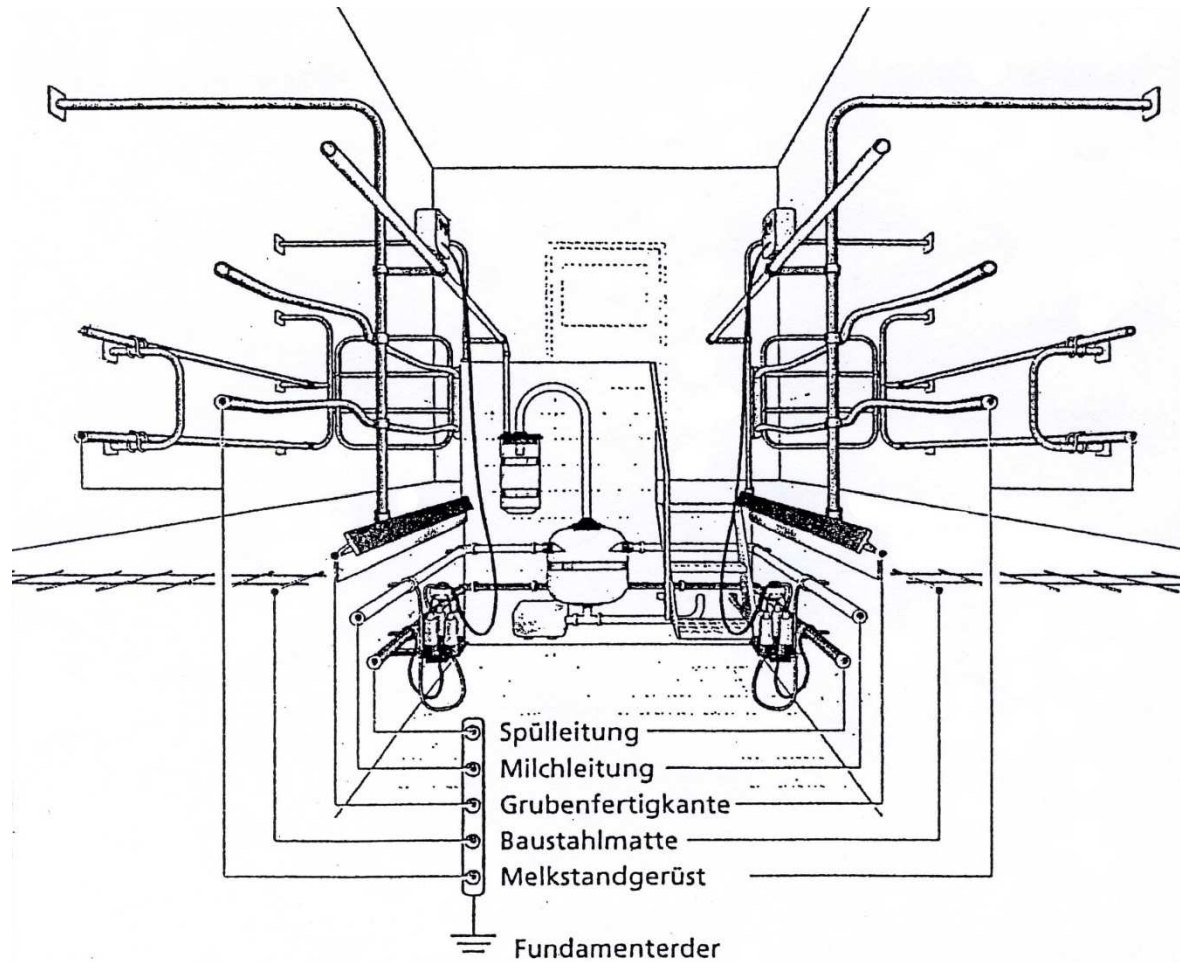 Spülleitung
Milchleitung
Grubenfertigkante
Baustahlmatte
Melkstandgerüst
Fundamenterder